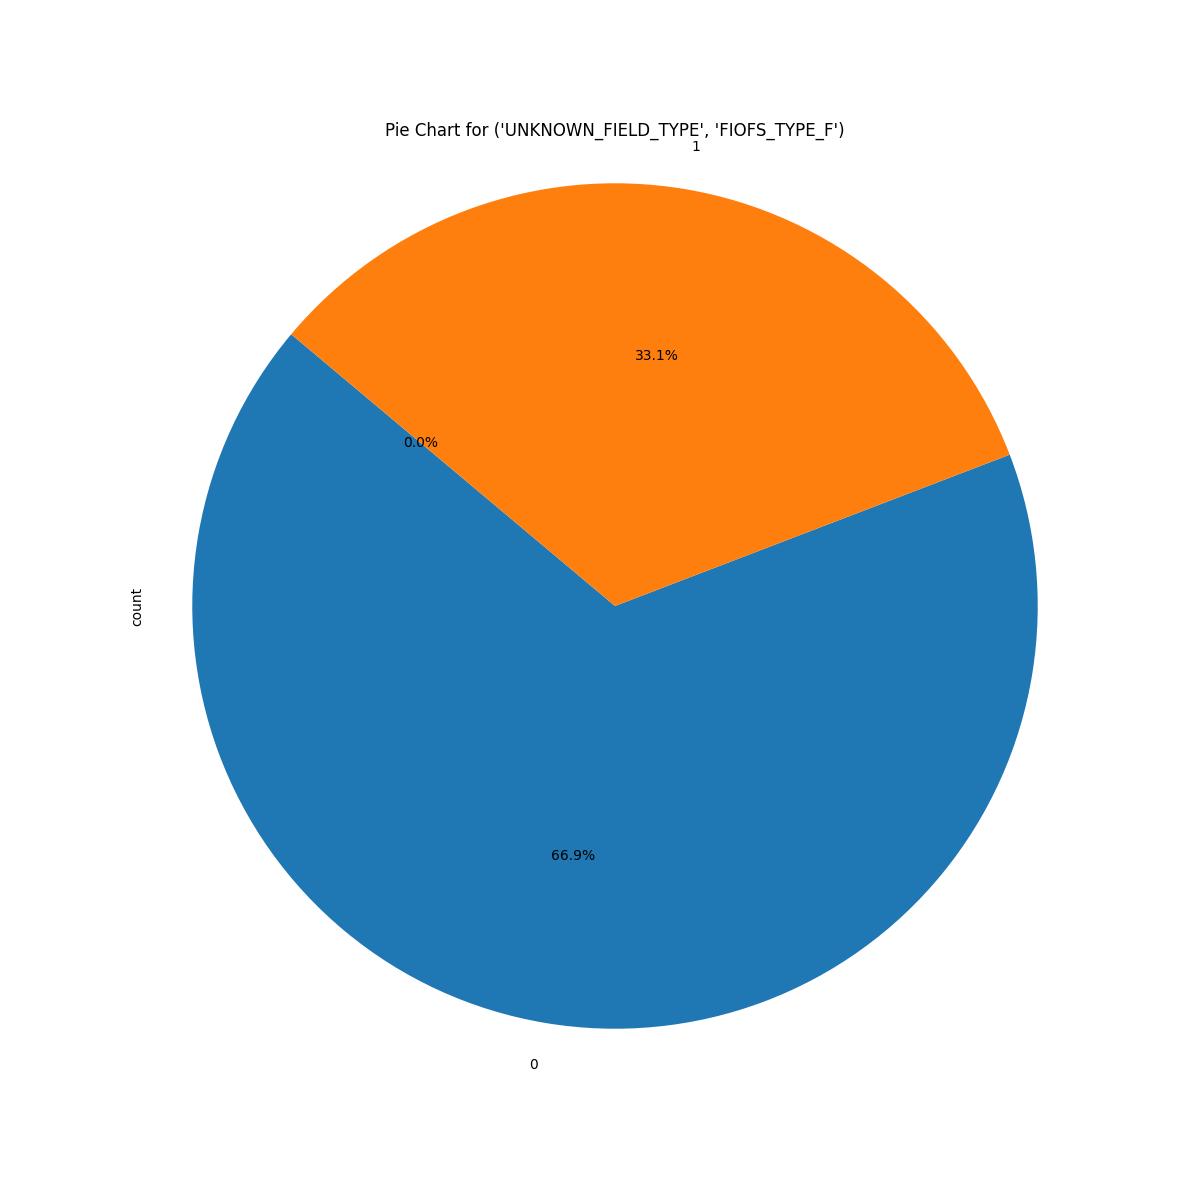 Pie Chart for ('UNKNOWN_FIELD_TYPE', 'FIOFS_TYPE_F')
1
33.1%
0.0%
count
66.9%
0